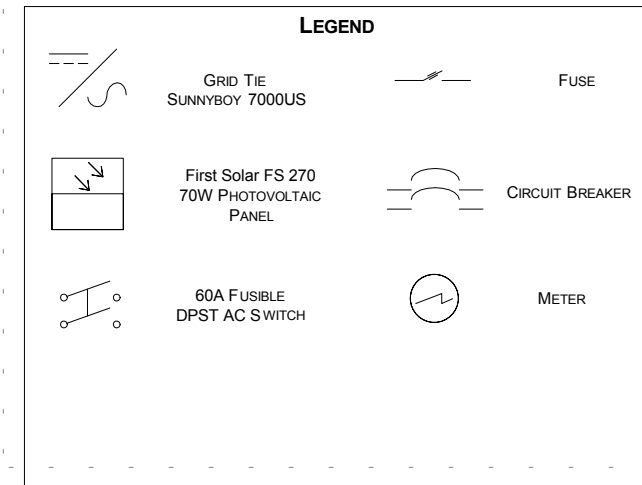 LEGEND
GRID TIE
SUNNYBOY 7000US
FUSE
First Solar FS 270
70W PHOTOVOLTAIC
PANEL
CIRCUIT BREAKER
60A FUSIBLE
DPST AC SWITCH
METER